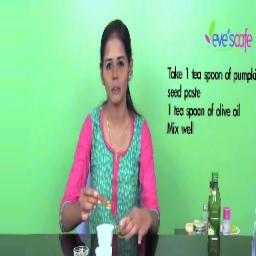 eve'scafe
Take 1 tea spoon of pumpki
seed paste
1 tea spoon of olive oil
Mix well